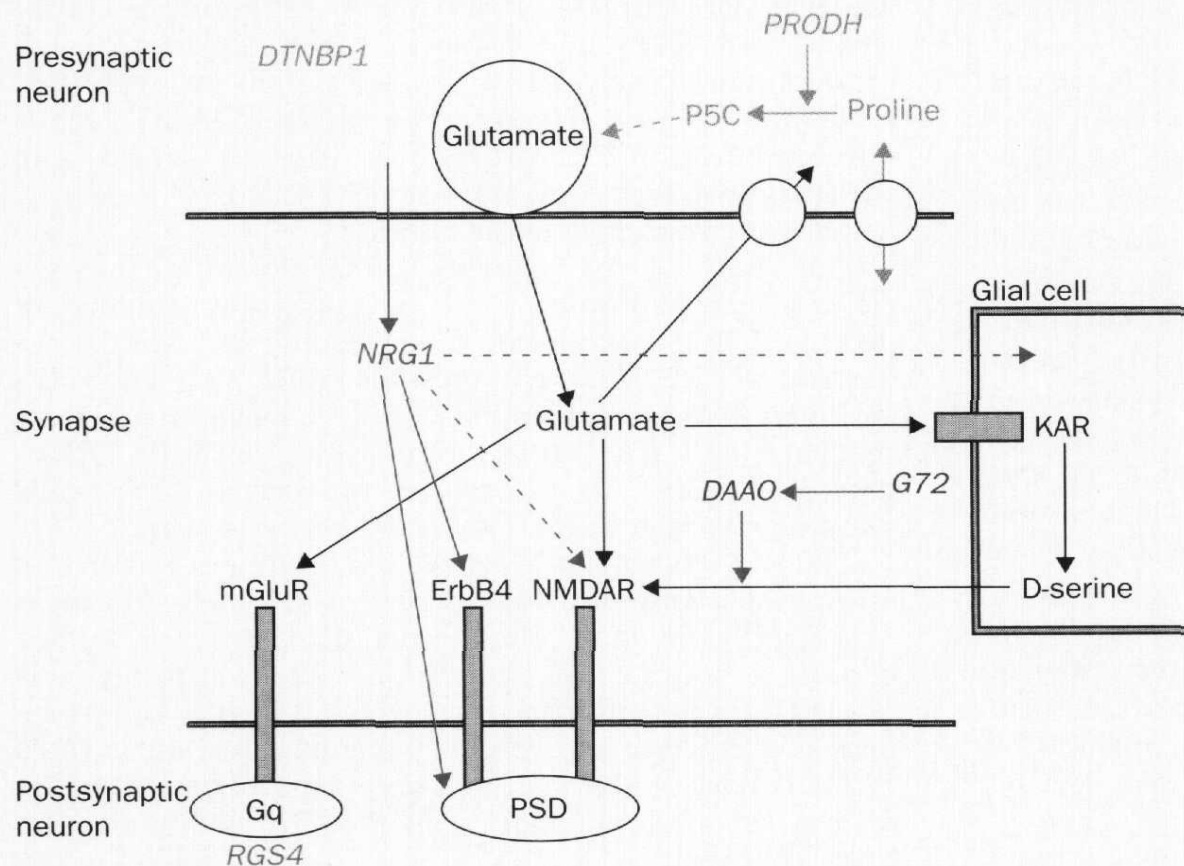 PRODH
Presynaptic
neuron
DTNBP1
Glutamate
P5C
Proline
Glial cell
NRG1
Synapse
Glutamate
KAR
DAAO
G72
mGluR
ErbB4
NMDAR
D-serine
Postsynaptic
neuron
Gq
PSD
RGS4